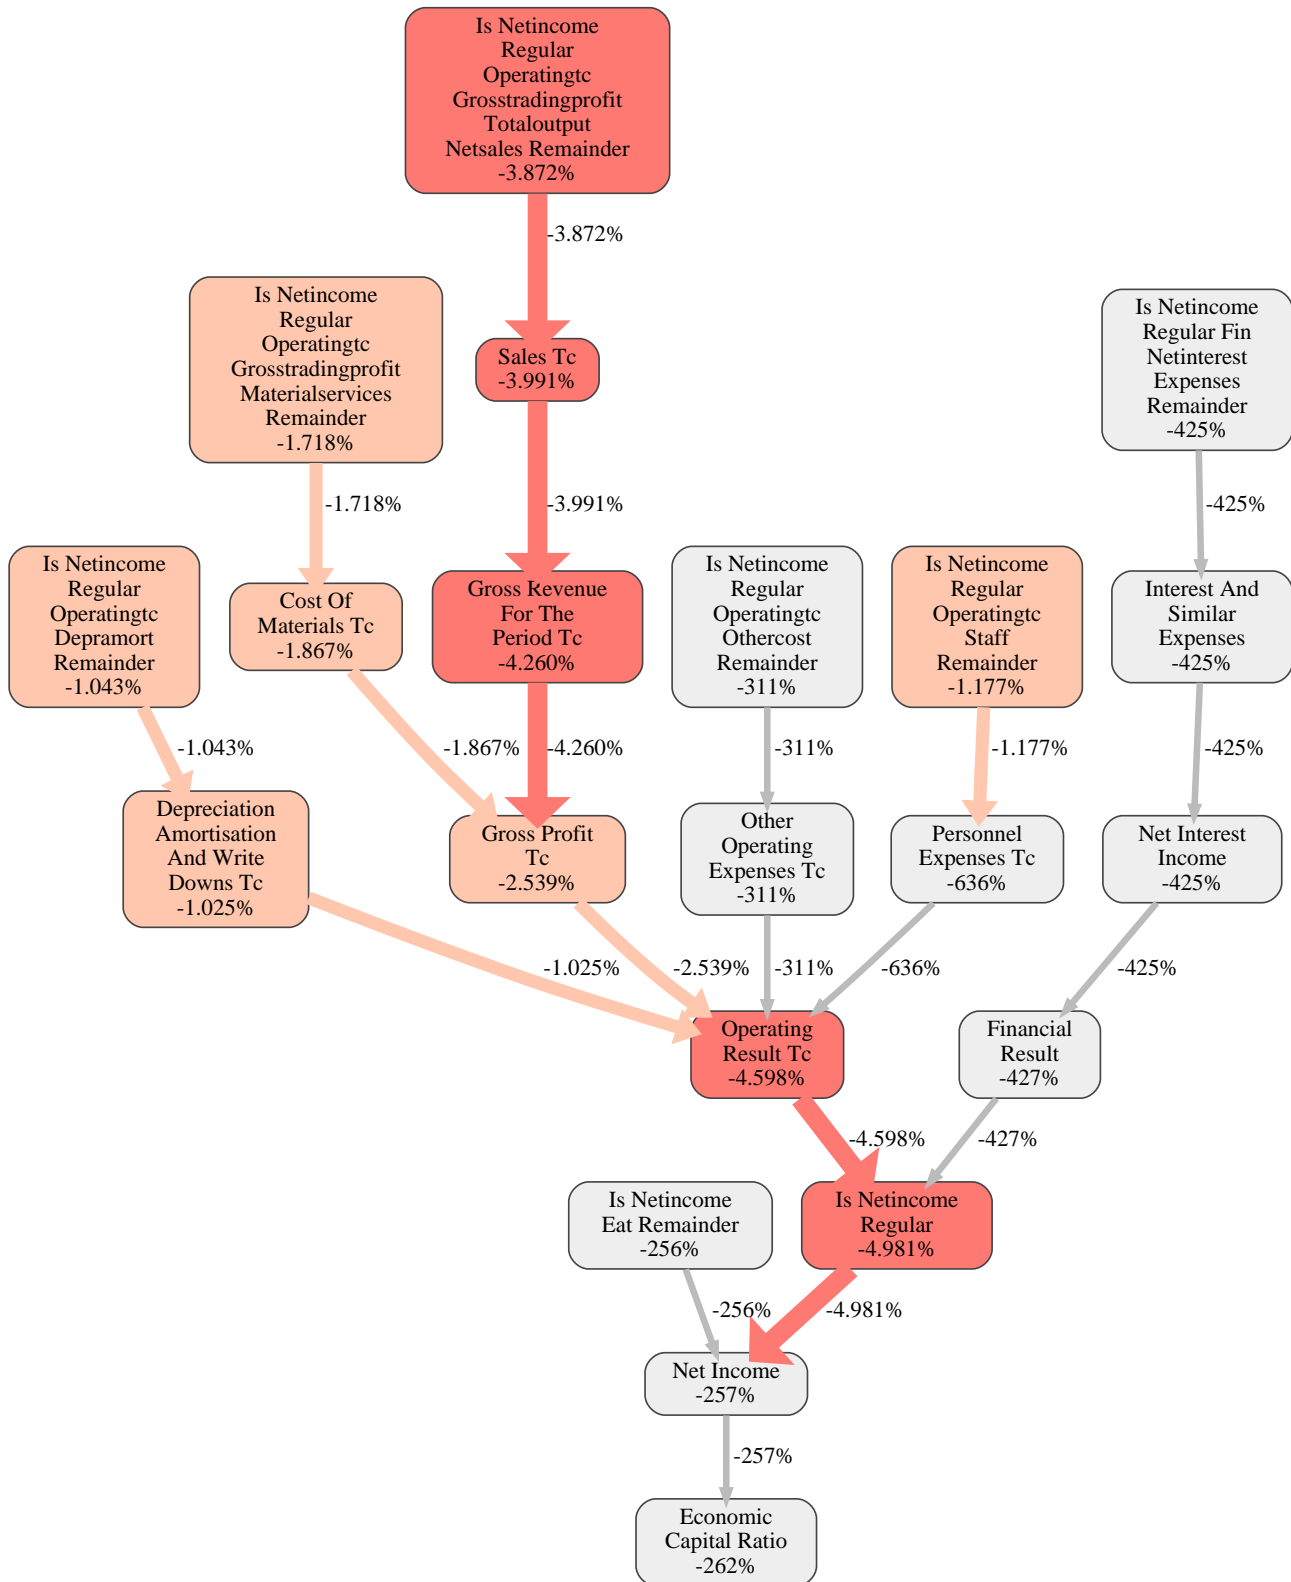 Is Netincome
Regular
Operatingtc
Grosstradingprofit
Totaloutput
Netsales Remainder
-3.872%
-3.872%
Is Netincome
Regular
Operatingtc
Grosstradingprofit
Materialservices
Remainder
-1.718%
Sales Tc
-3.991%
Is Netincome
Regular Fin
Netinterest
Expenses
Remainder
-425%
-1.718%
-3.991%
-425%
Is Netincome
Regular
Operatingtc
Depramort
Remainder
-1.043%
Cost Of
Materials Tc
-1.867%
Gross Revenue
For The
Period Tc
-4.260%
Is Netincome
Regular
Operatingtc
Othercost
Remainder
-311%
Is Netincome
Regular
Operatingtc
Staff
Remainder
-1.177%
Interest And
Similar
Expenses
-425%
-1.043%
-1.867%
-4.260%
-311%
-1.177%
-425%
Depreciation
Amortisation
And Write
Downs Tc
-1.025%
Gross Profit
Tc
-2.539%
Other
Operating
Expenses Tc
-311%
Personnel
Expenses Tc
-636%
Net Interest
Income
-425%
-1.025%
-2.539%
-311%
-636%
-425%
Operating
Result Tc
-4.598%
Financial
Result
-427%
-4.598%
-427%
Is Netincome
Eat Remainder
-256%
Is Netincome
Regular
-4.981%
-256%
-4.981%
Net Income
-257%
-257%
Economic
Capital Ratio
-262%